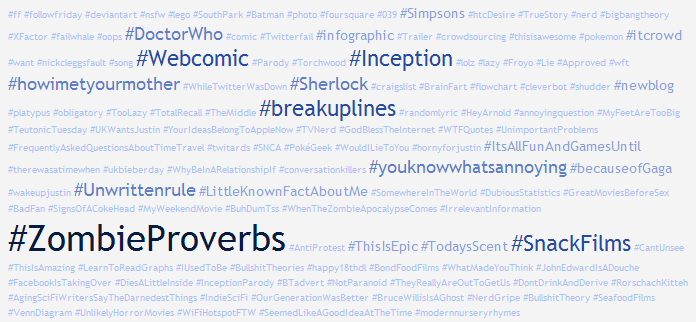 #ff #followfriday #deviantart #nsfw #lego #SouthPark #Batman #photo #foursquare #039 #Simpsons #htcDesire #TrueStory #nerd #bigbangtheory
#XFactor #failwhale #oops #DoctorWho #comic #Twitterfail #infographic #Trailer #crowdsourcing #thisisawesome #pokemon #itcrowd
#want #nickcleggsfault #song #Webcomic #Parody #Torchwood #Inception #lolz #lazy #Froyo #Lie #Approved #wft
#howimetyourmother #WhileTwitterWasDown #Sherlock #craigslist #BrainFart #flowchart #cleverbot #shudder #newblog
#platypus #obligatory #TooLazy #TotalRecall #TheMiddle #breakuplines #randomlyric #HeyArnold #annoyingquestion #MyFeetAreTooBig
#TeutonicTuesday #UKWantsJustin #YourIdeasBelongToAppleNow #TVNerd #GodBlessTheInternet #WTFQuotes #UnimportantProblems
#FrequentlyAskedQuestionsAboutTimeTravel #twitards #SNCA #PokéGeek #WouldILieToYou #hornyforjustin #ItsAllFunAndGamesUntil
#therewasatimewhen #ukbieberday #WhyBeInARelationshipIf #conversationkillers #youknowwhatsannoying #becauseofGaga
#wakeupjustin #Unwrittenrule #LittleKnownFactAboutMe #SomewhereInTheWorld #DubiousStatistics #GreatMoviesBeforeSex
#BadFan #SignsOfACokeHead #MyWeekendMovie #BuhDumTss #WhenTheZombieApocalypseComes #IrrelevantInformation
#ZombieProverbs #AntiProtest #ThisIsEpic #TodaysScent #SnackFilms #CantUnsee
#ThisIsAmazing #LearnToReadGraphs #IUsedToBe #BullshitTheories #happy18thdl #BondFoodFilms #WhatMadeYouThink #JohnEdwardIsADouche
#FacebookIsTakingOver #DiesALittleInside #InceptionParody #BTadvert #NotParanoid #TheyReallyAreOutToGetUs #DontDrinkAndDerive #RorschachKitteh
#AgingSciFiWritersSayTheDarnedestThings #IndieSciFi #OurGenerationWasBetter #BruceWillisIsAGhost #NerdGripe #BullshitTheory #SeafoodFilms
#VennDiagram #UnlikelyHorrorMovies #WiFiHotspotFTW #SeemedLikeAGoodIdeaAtTheTime #modernnurseryrhymes